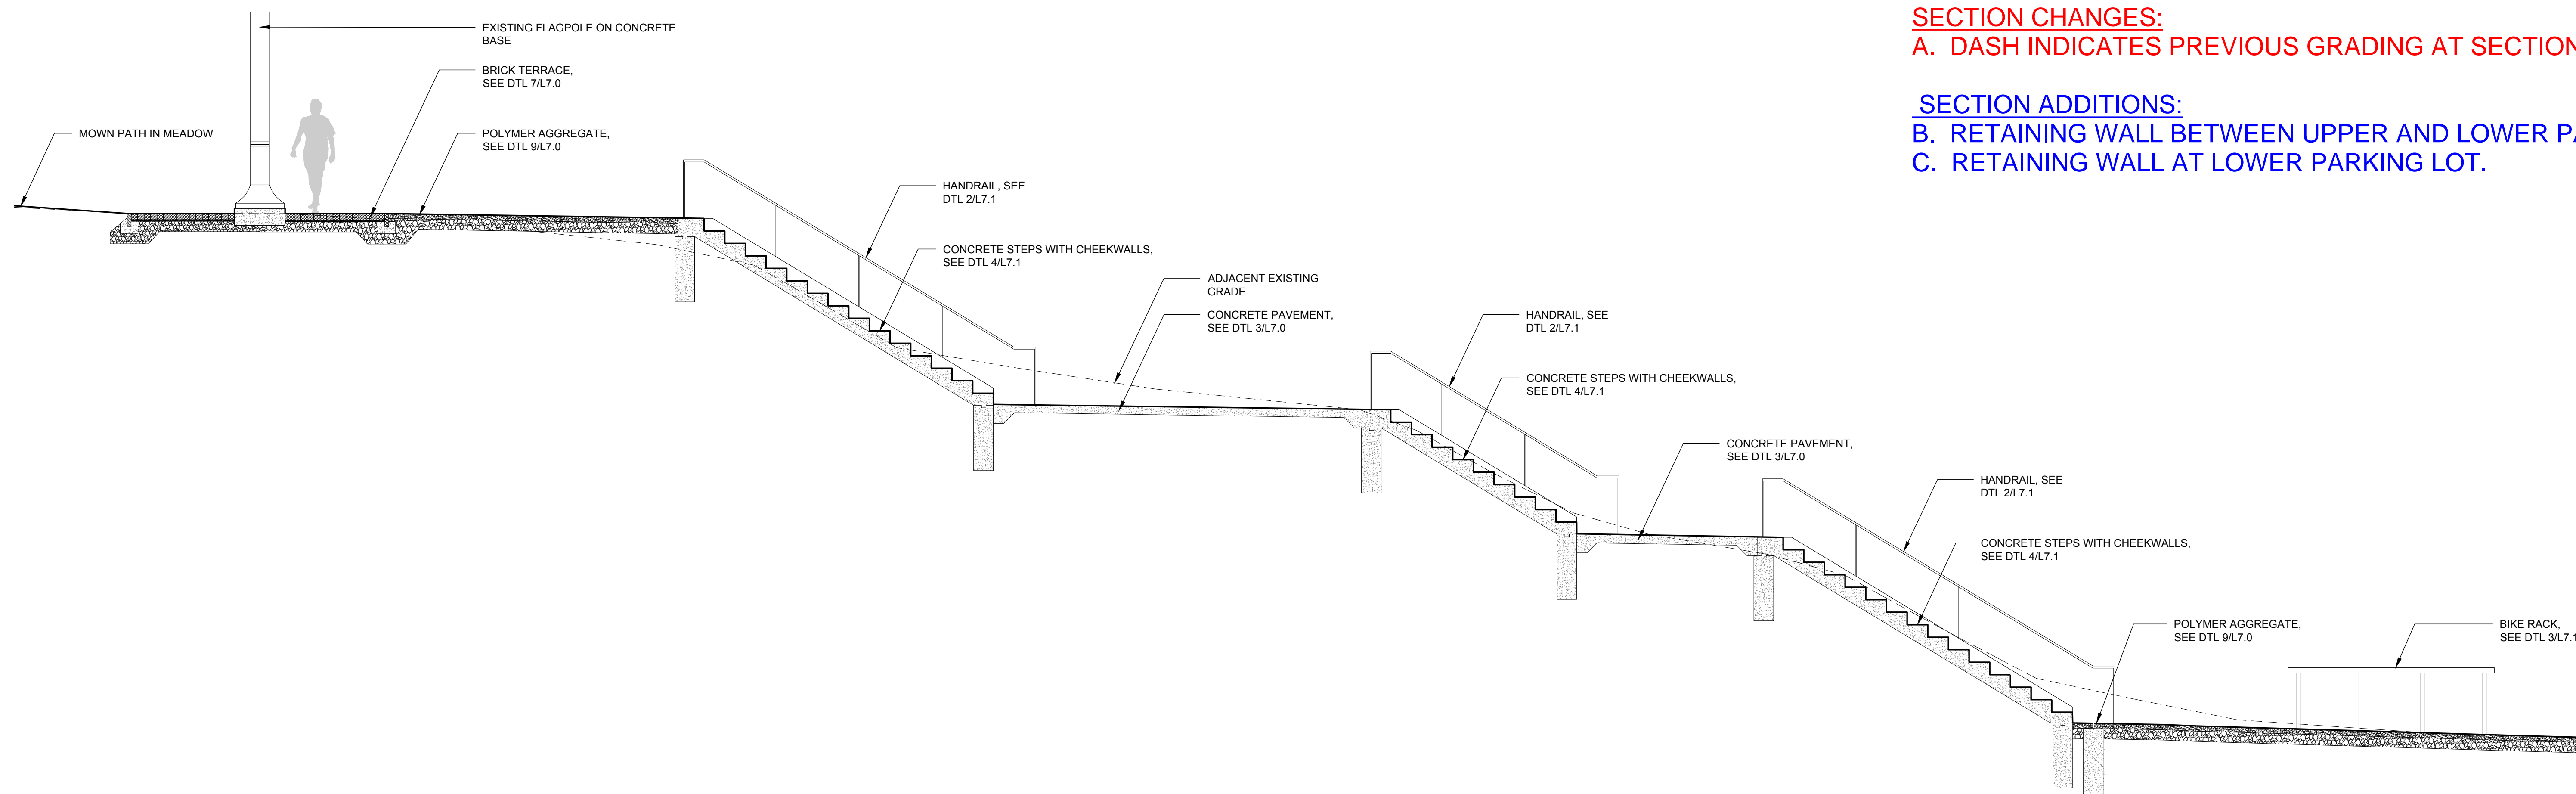 EXISTING FLAGPOLE ON CONCRETE
BASE
BRICK TERRACE,
SEE DTL 7/L7.0
MOWN PATH IN MEADOW
POLYMER AGGREGATE,
SEE DTL 9/L7.0
SECTION CHANGES:
A. DASH INDICATES PREVIOUS GRADING AT SECTION
SECTION ADDITIONS:
B. RETAINING WALL BETWEEN UPPER AND LOWER
C. RETAINING WALL AT LOWER PARKING LOT.
HANDRAIL, SEE
DTL 2/L7.1
CONCRETE STEPS WITH CHEEKWALLS,
SEE DTL 4/L7.1
ADJACENT EXISTING
GRADE
CONCRETE PAVEMENT,
SEE DTL 3/L7.0
HANDRAIL, SEE
DTL 2/L7.1
CONCRETE STEPS WITH CHEEKWALLS,
SEE DTL 4/L7.1
CONCRETE PAVEMENT,
SEE DTL 3/L7.0
HANDRAIL, SEE
DTL 2/L7.1
CONCRETE STEPS WITH CHEEKWALLS,
SEE DTL 4/L7.1
POLYMER AGGREGATE,
SEE DTL 9/L7.0
BIKE RACK,
SEE DTL 3/L7.1